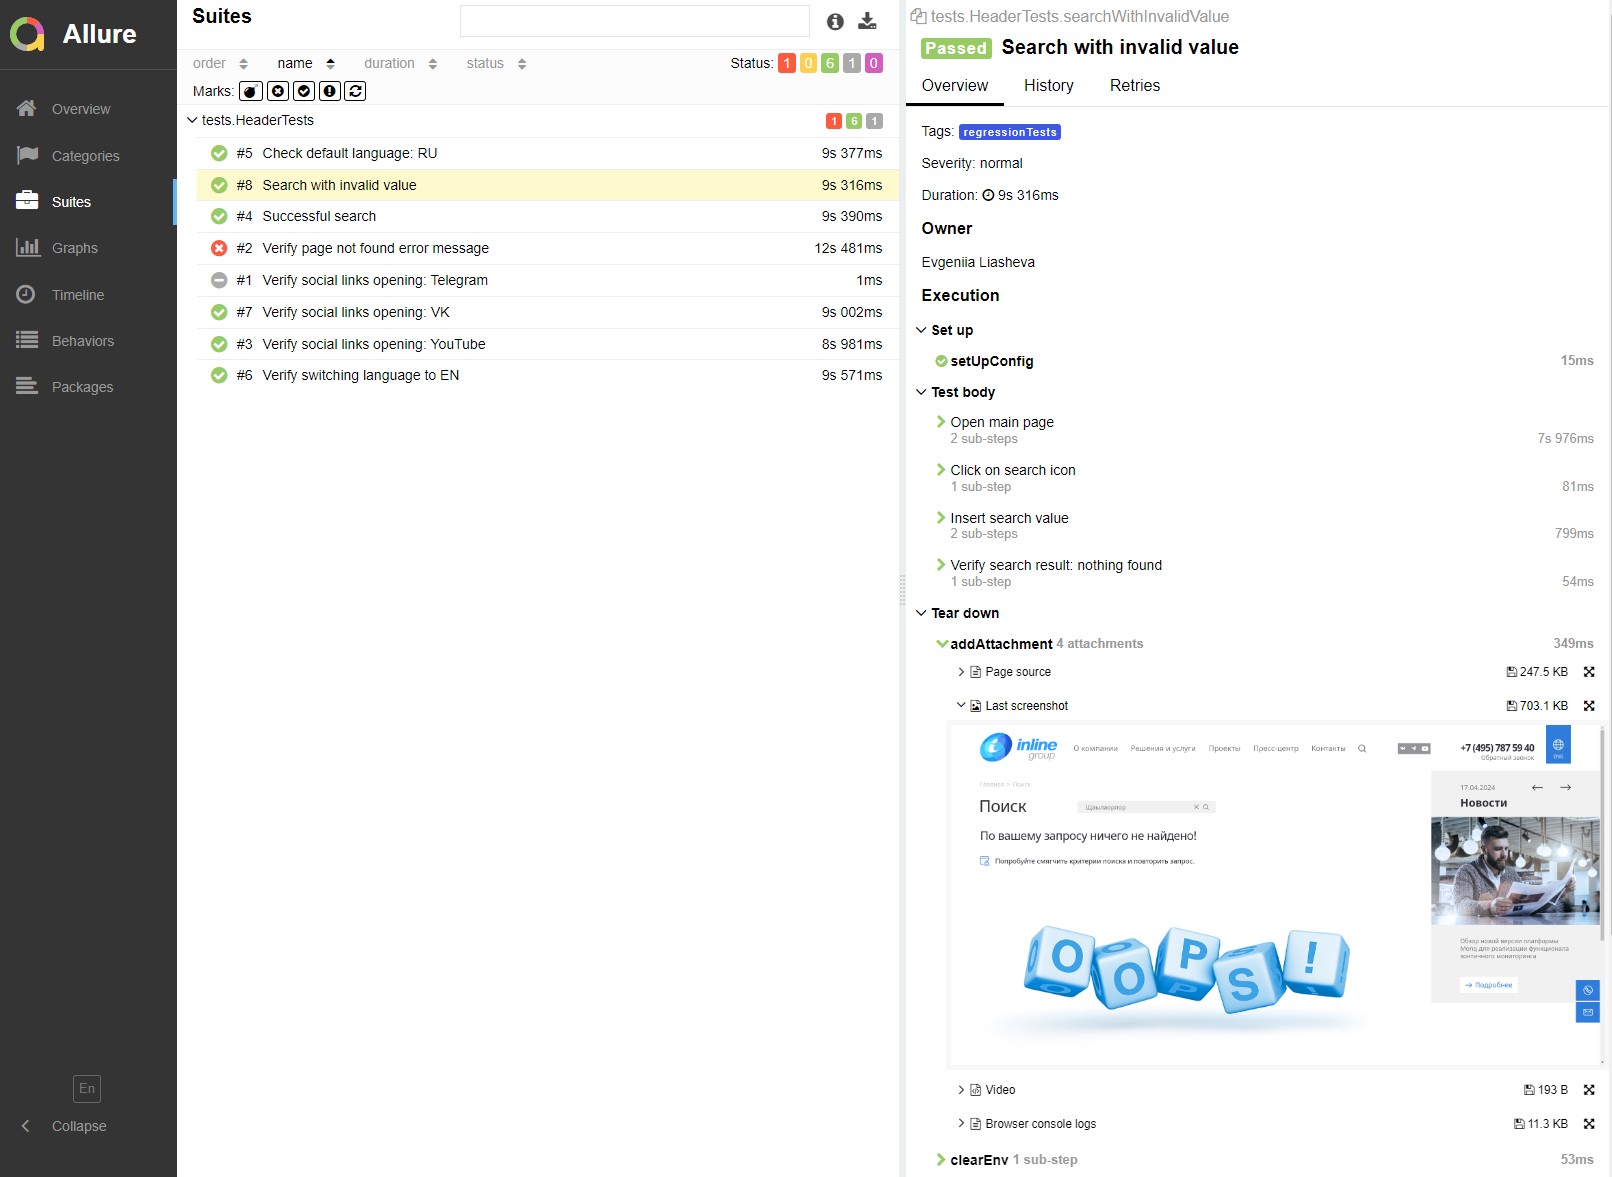 Allure
Overview
Categories
Suites
Graphs
Timeline
Behaviors
Packages
En
Collapse
Suites
order name duration status
Status: 1 0 6 1 0
Marks:
tests.HeaderTests 1 6 1
#5 Check default language: RU 9s 377ms
#8 Search with invalid value 9s 316ms
#4 Successful search 9s 390ms
#2 Verify page not found error message 12s 481ms
#1 Verify social links opening: Telegram 1ms
#7 Verify social links opening: VK 9s 002ms
#3 Verify social links opening: YouTube 8s 981ms
#6 Verify switching language to EN 9s 571ms
tests.HeaderTests.searchWithInvalidValue
Passed Search with invalid value
Overview History Retries
Tags: regressionTests
Severity: normal
Duration: 9s 316ms
Owner
Evgeniia Liasheva
Execution
Set up
setUpConfig 15ms
Test body
Open main page
2 sub-steps 7s 976ms
Click on search icon
1 sub-step 81ms
Insert search value
2 sub-steps 799ms
Verify search result: nothing found
1 sub-step 54ms
Tear down
addAttachment 4 attachments 349ms
Page source 247.5 KB
Last screenshot 703.1 KB
inline group
О компании Решения и услуги Проекты Пресс-центр Контакты
+7 (495) 787 59 40
Обратный звонок
Главная > Поиск
Поиск
По вашему запросу ничего не найдено!
Попробуйте смягчить критерии поиска и повторить запрос.
OOPS!
17.04.2024
Новости
Обзор новой версии платформы
Monq для реализации функционала
зонтичного мониторинга
Подробнее
Video 193 B
Browser console logs 11.3 KB
clearEnv 1 sub-step 53ms